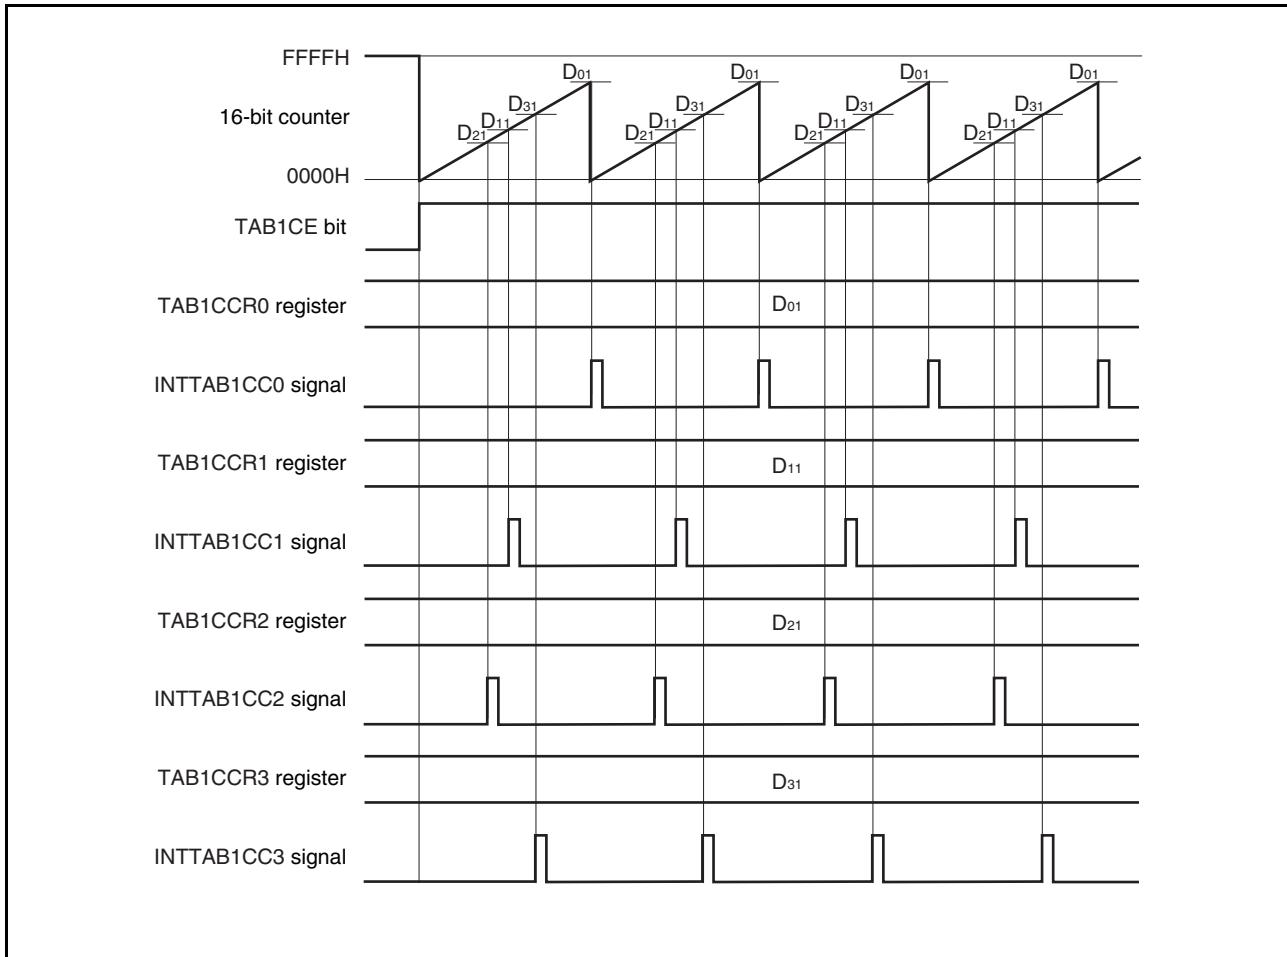 FFFFH
D01 D01 D01 D01
D31 D31 D31 D31
16-bit counter
D11 D11 D11 D11
D21 D21 D21 D21
0000H
TAB1CE bit
TAB1CCR0 register
D01
INTTAB1CC0 signal
TAB1CCR1 register
D11
INTTAB1CC1 signal
TAB1CCR2 register
D21
INTTAB1CC2 signal
TAB1CCR3 register
D31
INTTAB1CC3 signal